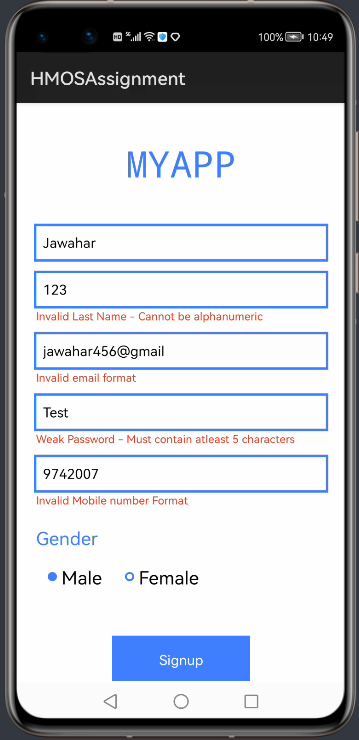 100% 10:49
HMOSAssignment
MYAPP
Jawahar
123
Invalid Last Name - Cannot be alphanumeric
jawahar456@gmail
Invalid email format
Test
Weak Password - Must contain atleast 5 characters
9742007
Invalid Mobile number Format
Gender
Male Female
Signup